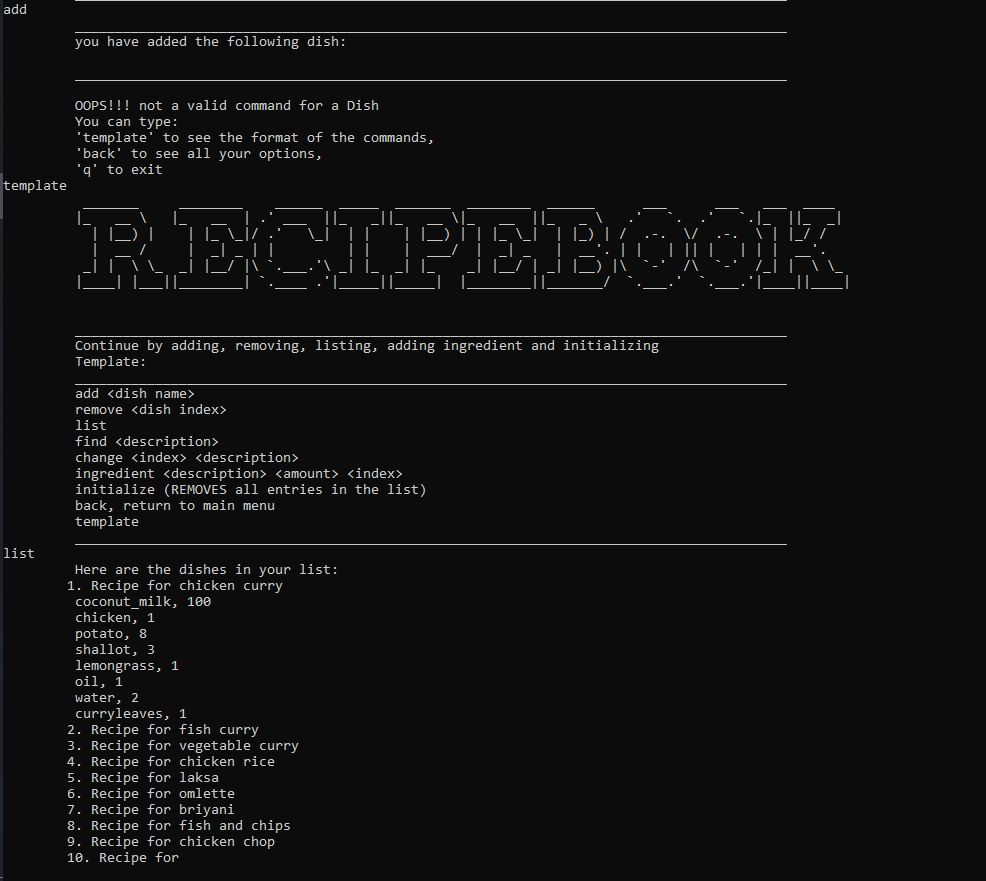 add
you have added the following dish:
OOPS!!! not a valid command for a Dish
You can type:
'template' to see the format of the commands,
'back' to see all your options,
'q' to exit
template
RECIPEBOOK
Continue by adding, removing, listing, adding ingredient and initializing
Template:
add <dish name>
remove <dish index>
list
find <description>
change <index> <description>
ingredient <description> <amount> <index>
initialize (REMOVES all entries in the list)
back, return to main menu
template
list
Here are the dishes in your list:
1. Recipe for chicken curry
coconut_milk, 100
chicken, 1
potato, 8
shallot, 3
lemongrass, 1
oil, 1
water, 2
curryleaves, 1
2. Recipe for fish curry
3. Recipe for vegetable curry
4. Recipe for chicken rice
5. Recipe for laksa
6. Recipe for omlette
7. Recipe for briyani
8. Recipe for fish and chips
9. Recipe for chicken chop
10. Recipe for